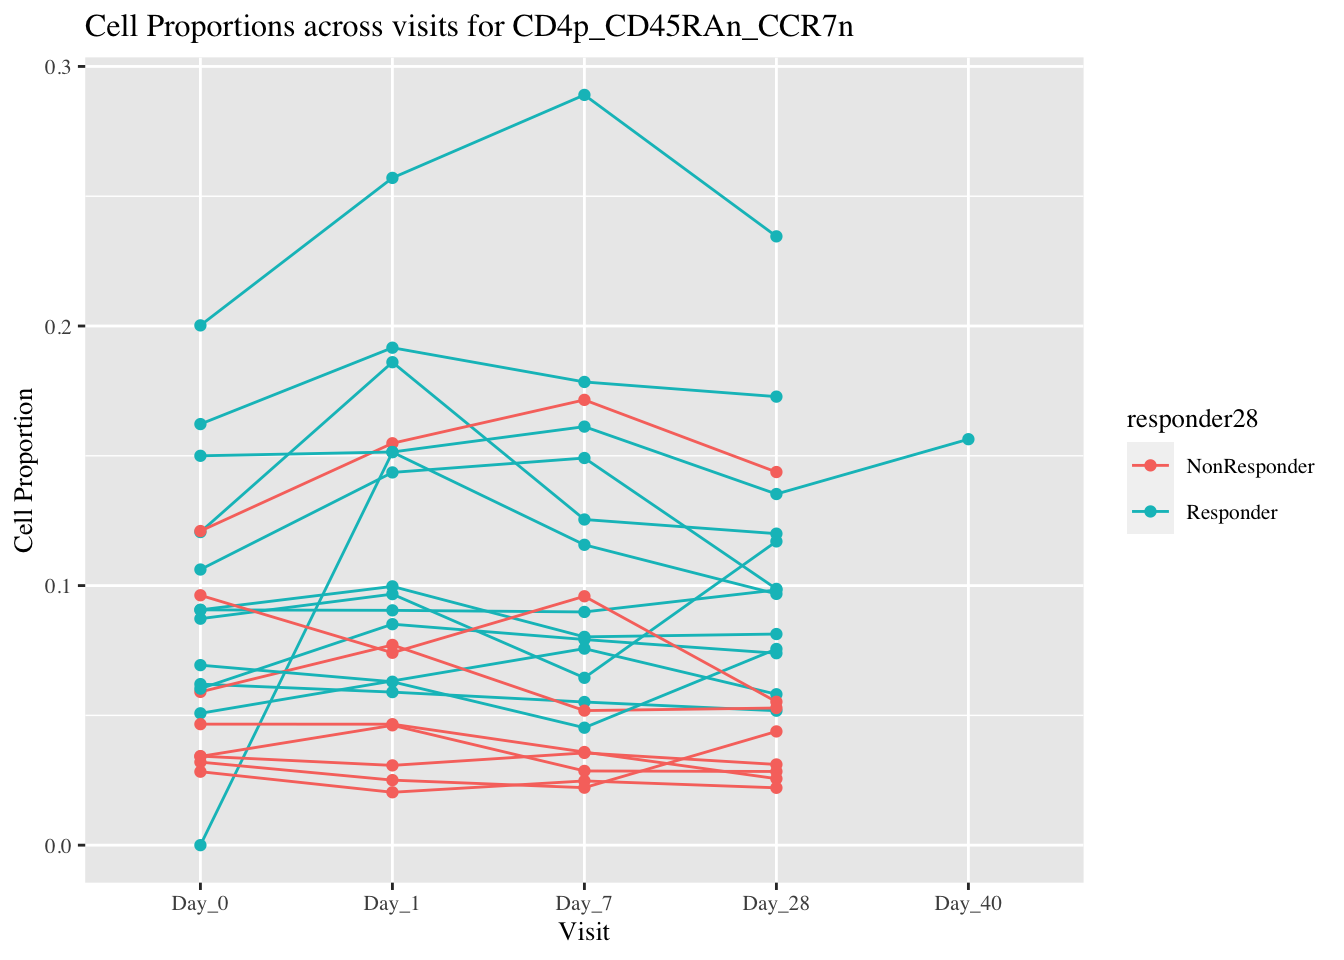 Cell Proportions across visits for CD4p_CD45RAn_CCR7n
0.3
0.2
0.1
0.0
Cell Proportion
Day_0 Day_1 Day_7 Day_28 Day_40
Visit
responder28
NonResponder
Responder